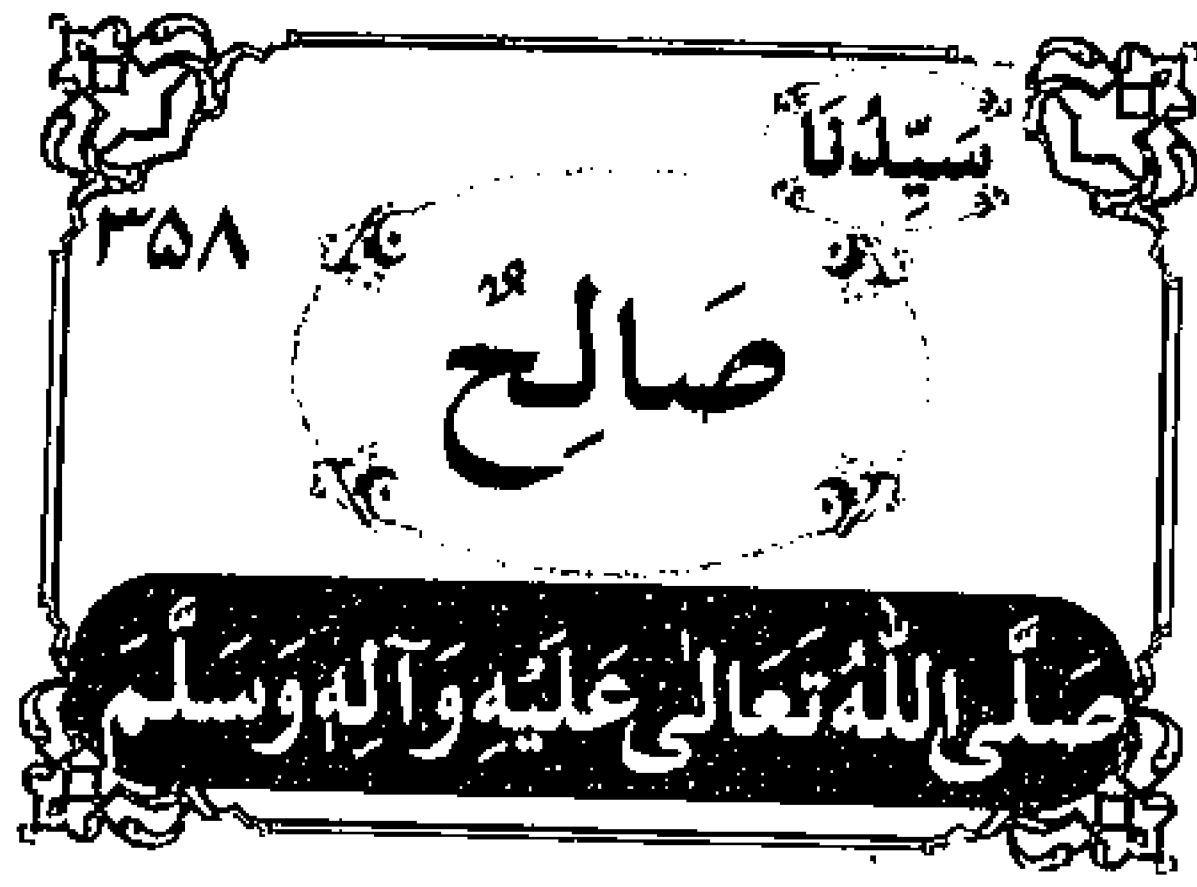 سَيِّدُنَا
۳۵۸
صَالِحٌ
صَلَّى اللّٰهُ تَعَالٰى عَلَيْهِ وَآلِهٖ وَسَلَّمَ